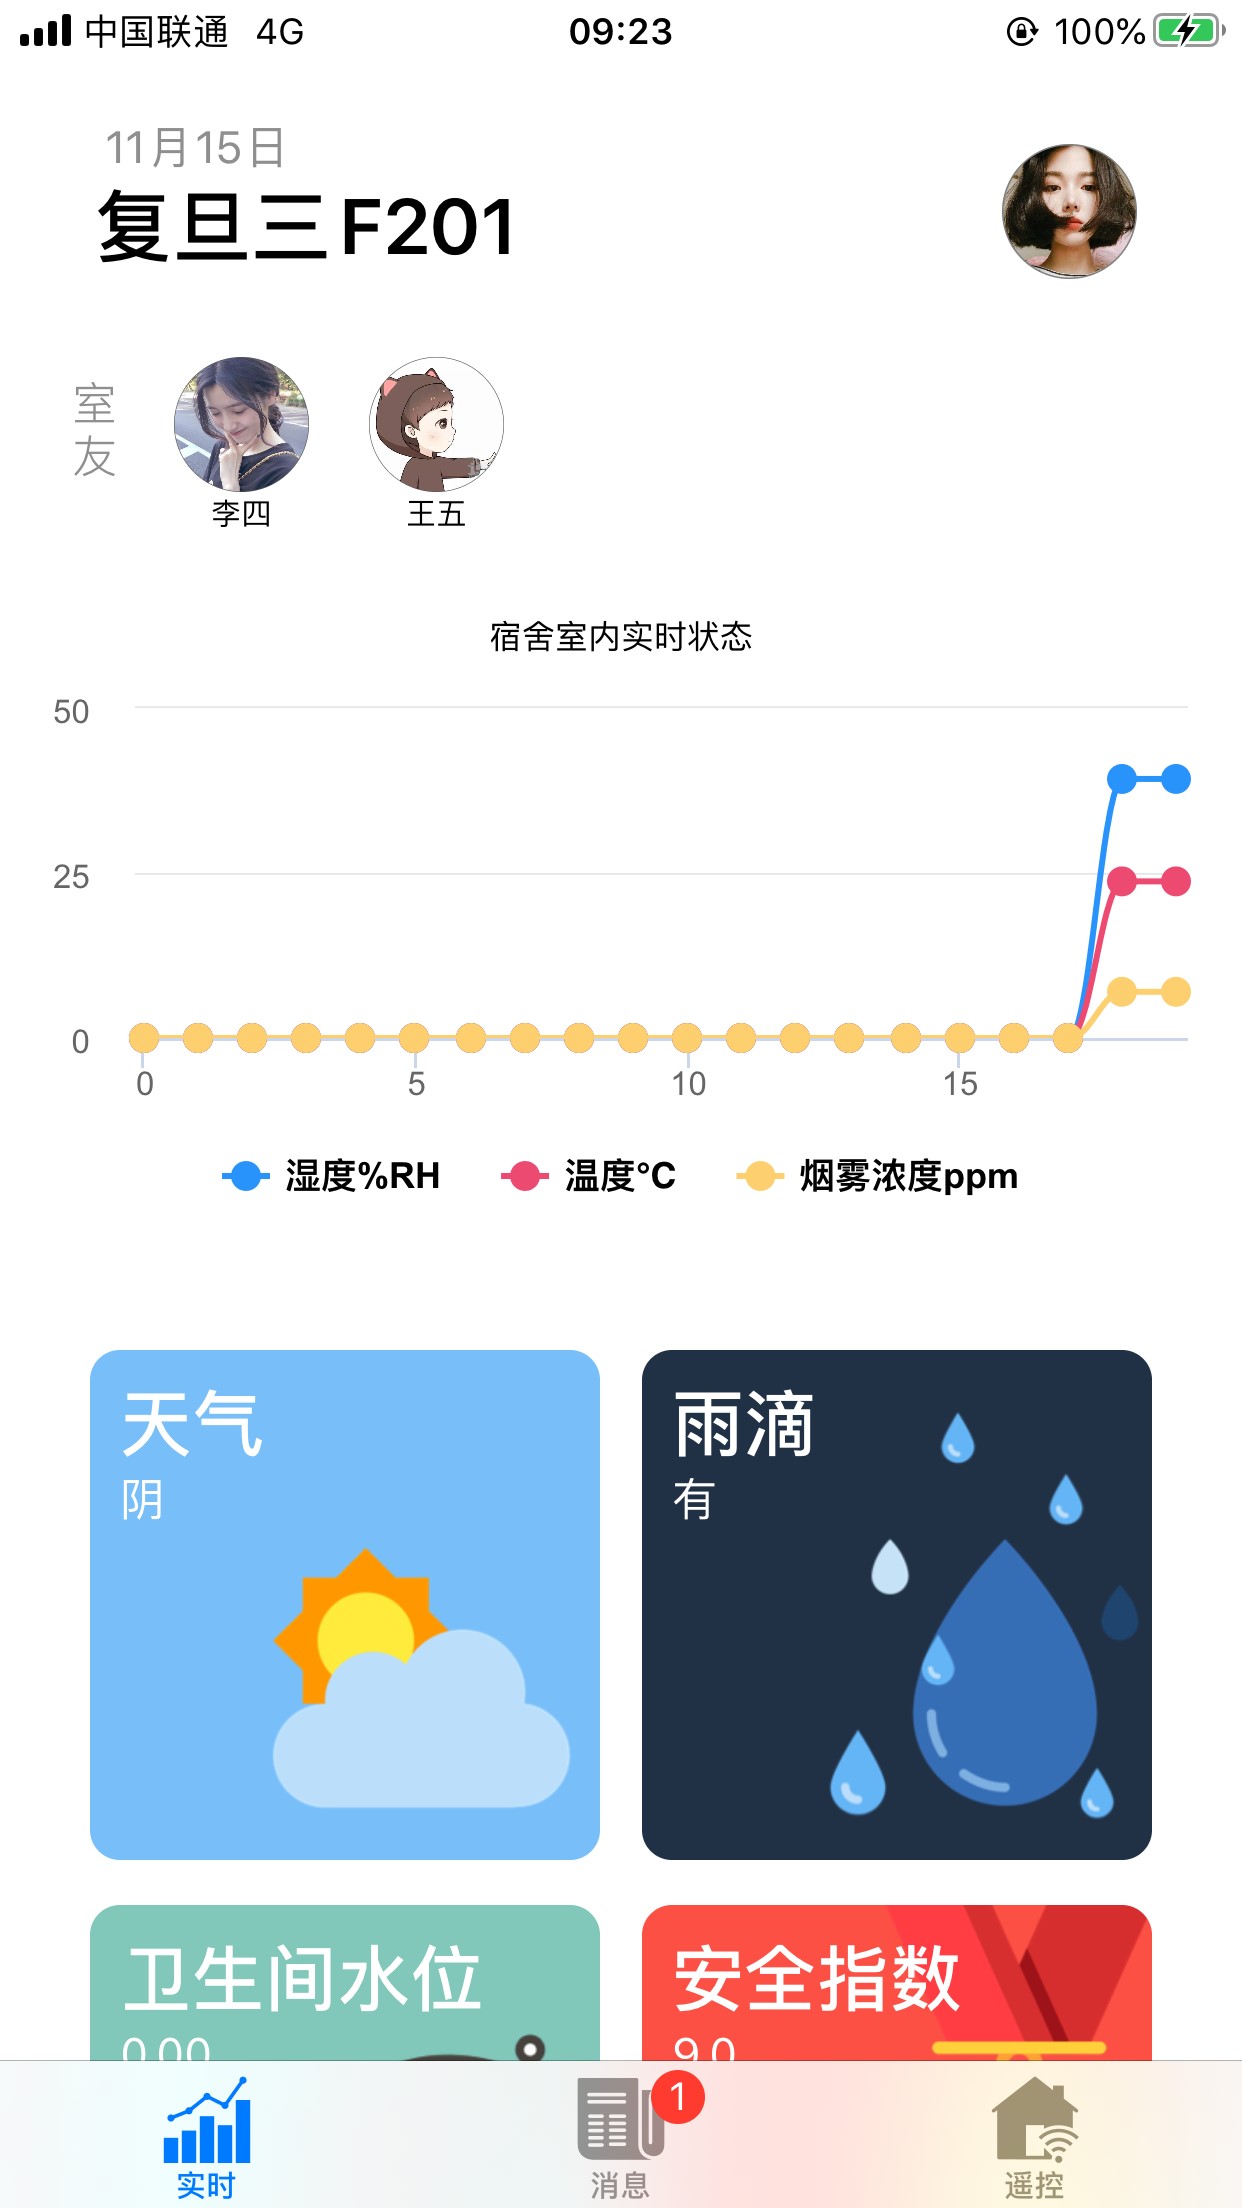 中国联通 4G 09:23 100%
11月15日
复旦三F201
室友
李四 王五
宿舍室内实时状态
50
25
0
0 5 10 15
湿度%RH 温度°C 烟雾浓度ppm
天气 雨滴
阴 有
卫生间水位 安全指数
0.00 9.0
1
实时 消息 遥控